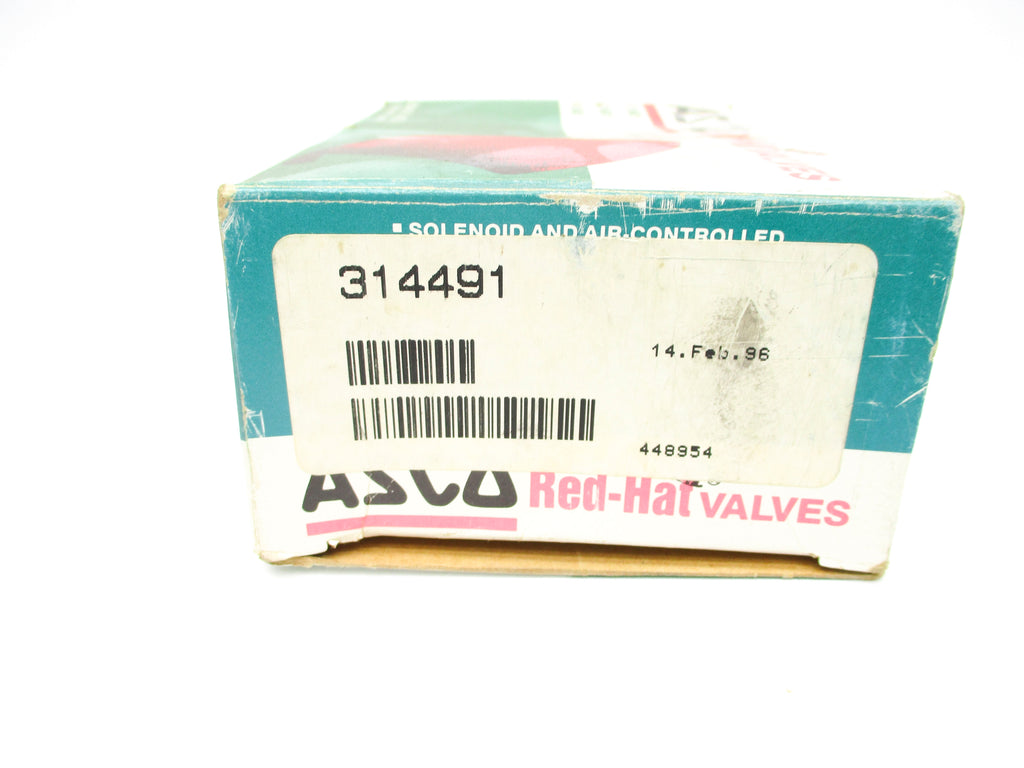 ▪ SOLENOID AND AIR-CONTROLLED
314491
14.Feb.96
448954
ASCO Red-Hat VALVES